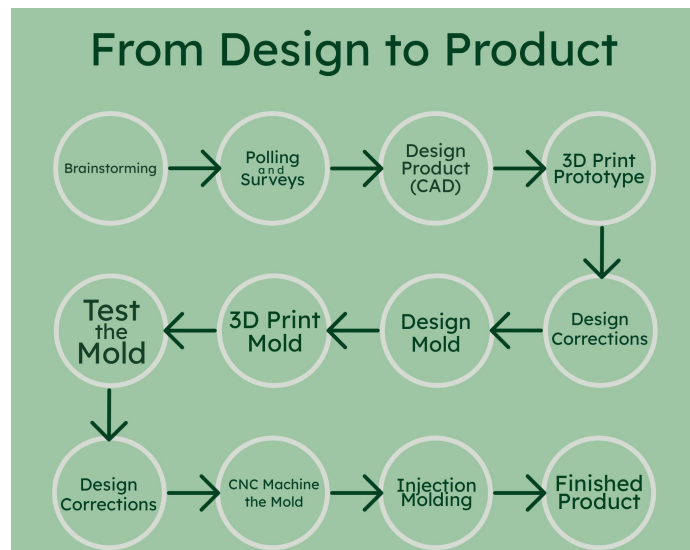 From Design to Product
Brainstorming
Polling
and
Surveys
Design
Product
(CAD)
3D Print
Prototype
Design
Corrections
Design
Mold
3D Print
Mold
Test
the
Mold
Design
Corrections
CNC Machine
the Mold
Injection
Molding
Finished
Product